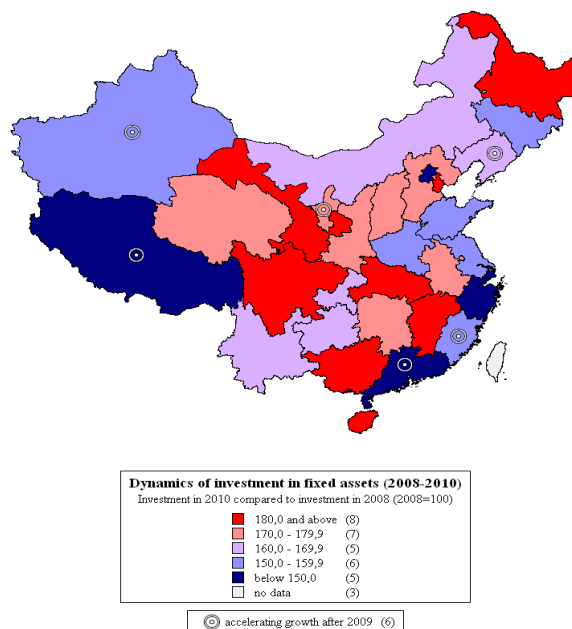 Dynamics of investment in fixed assets (2008-2010)
Investment in 2010 compared to investment in 2008 (2008=100)
180,0 and above (8)
170,0 - 179,9 (7)
160,0 - 169,9 (5)
150,0 - 159,9 (6)
below 150,0 (5)
no data (3)
accelerating growth after 2009 (6)